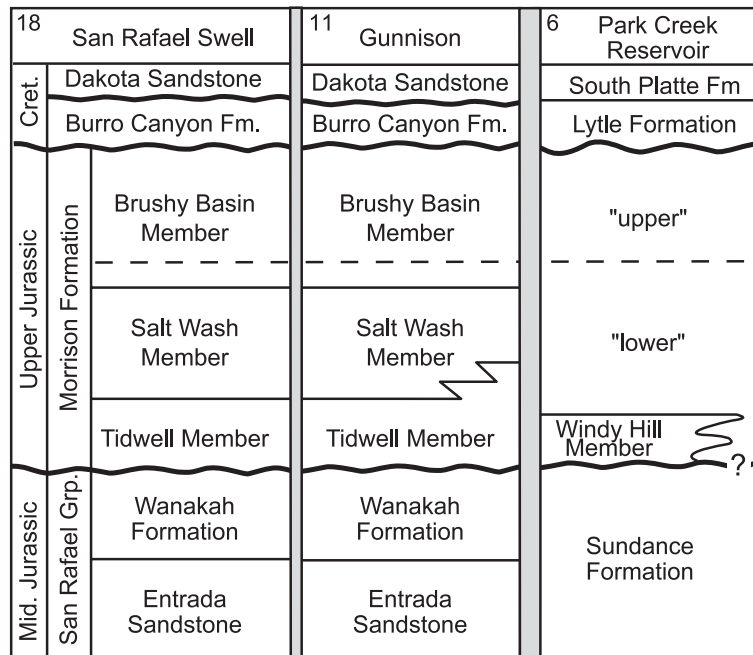 18
San Rafael Swell
11
Gunnison
6
Park Creek
Reservoir
Cret.
Dakota Sandstone
Dakota Sandstone
South Platte Fm
Burro Canyon Fm.
Burro Canyon Fm.
Lytle Formation
Upper Jurassic
Morrison Formation
Brushy Basin
Member
Brushy Basin
Member
"upper"
Salt Wash
Member
Salt Wash
Member
"lower"
Tidwell Member
Tidwell Member
Windy Hill
Member
?
Mid. Jurassic
San Rafael Grp.
Wanakah
Formation
Wanakah
Formation
Sundance
Formation
Entrada
Sandstone
Entrada
Sandstone